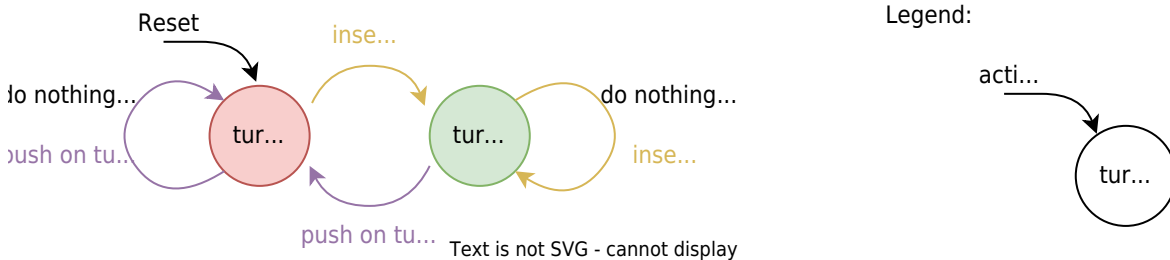 Reset
inse...
Legend:
acti...
do nothing...
do nothing...
tur...
tur...
push on tu...
inse...
tur...
push on tu...
Text is not SVG - cannot display